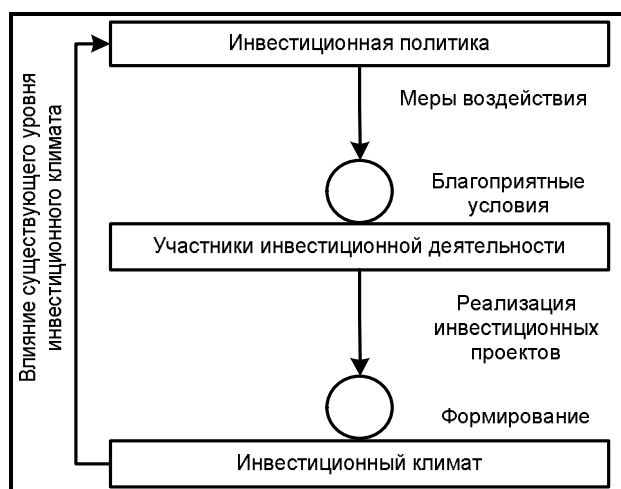 Инвестиционная политика
Меры воздействия
Благоприятные
условия
Участники инвестиционной деятельности
Реализация
инвестиционных
проектов
Формирование
Инвестиционный климат
Влияние существующего уровня
инвестиционного климата